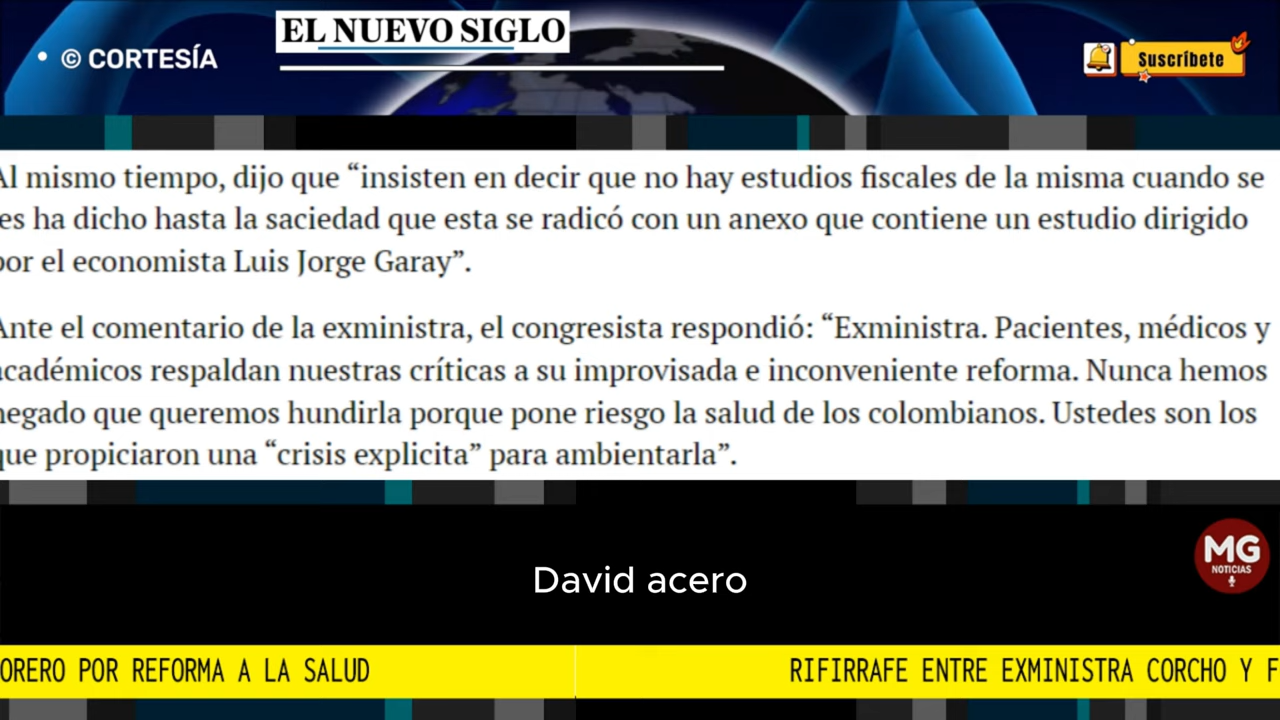 • © CORTESÍA
EL NUEVO SIGLO
Suscríbete
Al mismo tiempo, dijo que “insisten en decir que no hay estudios fiscales de la misma cuando se
les ha dicho hasta la saciedad que esta se radicó con un anexo que contiene un estudio dirigido
por el economista Luis Jorge Garay”.
Ante el comentario de la exministra, el congresista respondió: “Exministra. Pacientes, médicos y
académicos respaldan nuestras críticas a su improvisada e inconveniente reforma. Nunca hemos
negado que queremos hundirla porque pone riesgo la salud de los colombianos. Ustedes son los
que propiciaron una “crisis explicita” para ambientarla”.
MG
NOTICIAS
David acero
ORERO POR REFORMA A LA SALUD
RIFIRRAFE ENTRE EXMINISTRA CORCHO Y F